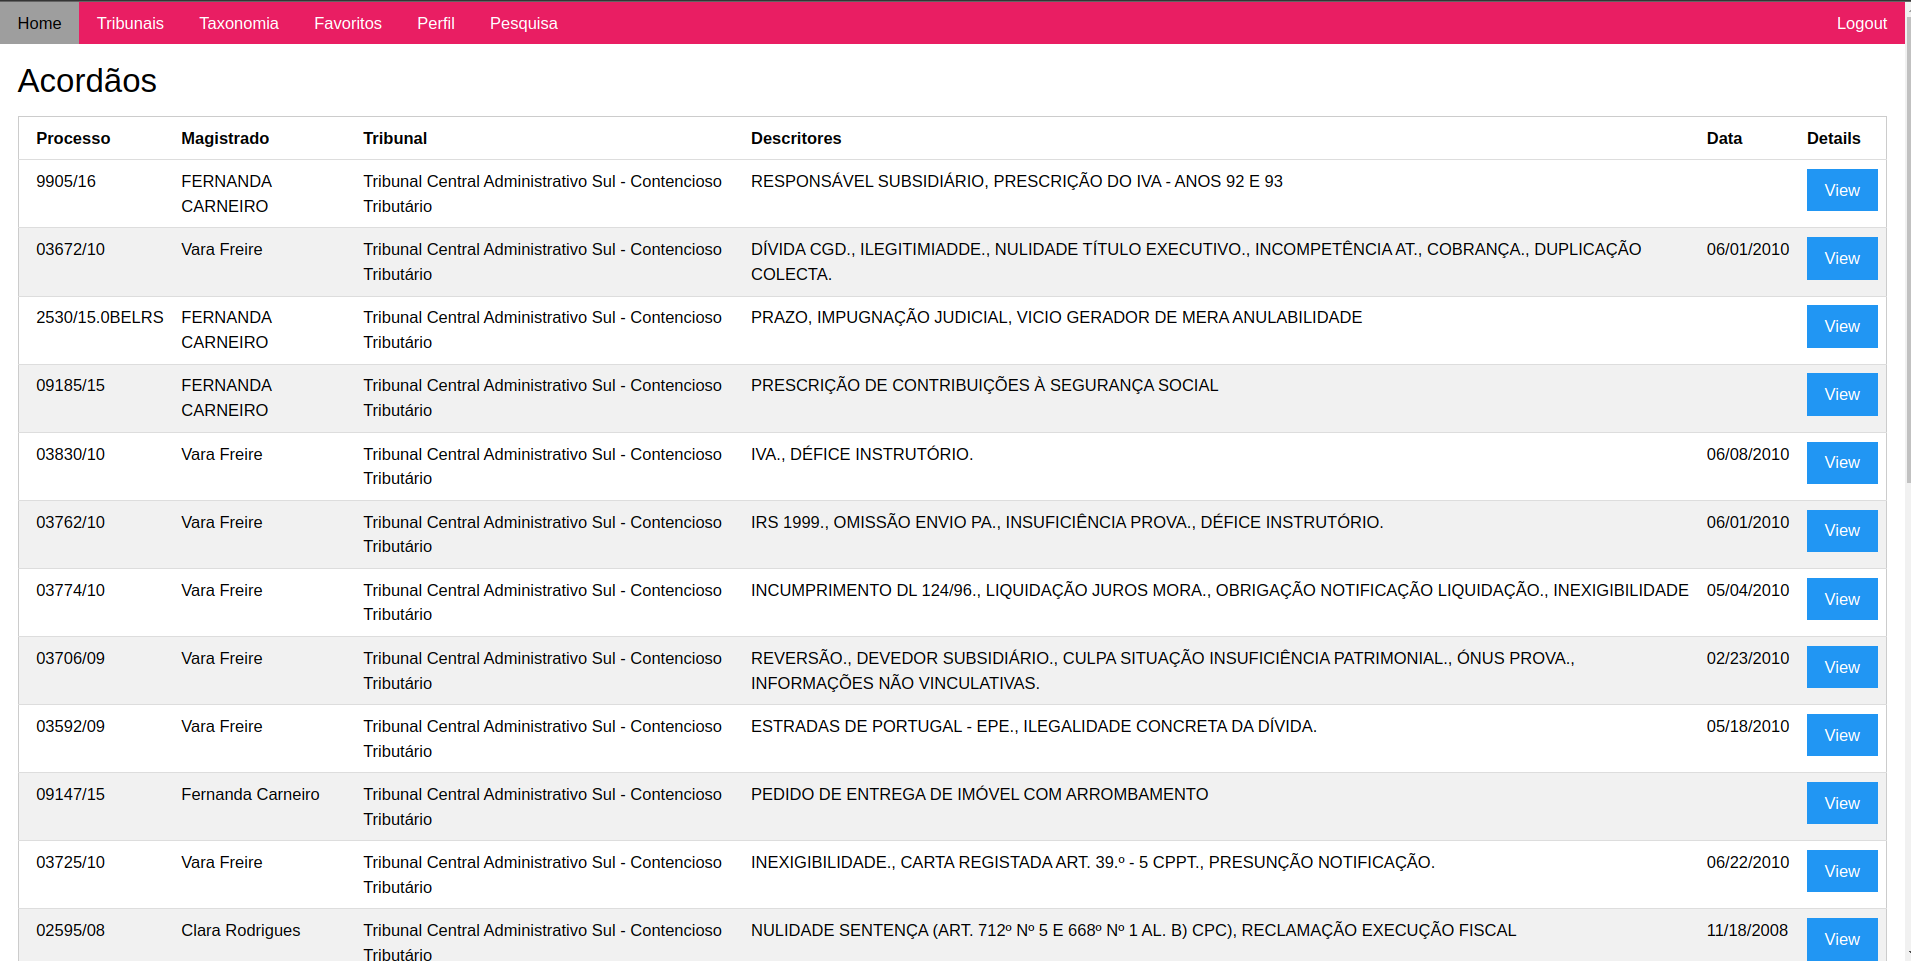 Home Tribunais Taxonomia Favoritos Perfil Pesquisa Logout
Acordãos
Processo Magistrado Tribunal Descritores Data Details
9905/16 FERNANDA Tribunal Central Administrativo Sul - Contencioso RESPONSÁVEL SUBSIDIÁRIO, PRESCRIÇÃO DO IVA - ANOS 92 E 93 View
CARNEIRO Tributário
03672/10 Vara Freire Tribunal Central Administrativo Sul - Contencioso DÍVIDA CGD., ILEGITIMIADDE., NULIDADE TÍTULO EXECUTIVO., INCOMPETÊNCIA AT., COBRANÇA., DUPLICAÇÃO 06/01/2010 View
Tributário COLECTA.
2530/15.0BELRS FERNANDA Tribunal Central Administrativo Sul - Contencioso PRAZO, IMPUGNAÇÃO JUDICIAL, VICIO GERADOR DE MERA ANULABILIDADE View
CARNEIRO Tributário
09185/15 FERNANDA Tribunal Central Administrativo Sul - Contencioso PRESCRIÇÃO DE CONTRIBUIÇÕES À SEGURANÇA SOCIAL View
CARNEIRO Tributário
03830/10 Vara Freire Tribunal Central Administrativo Sul - Contencioso IVA., DÉFICE INSTRUTÓRIO. 06/08/2010 View
Tributário
03762/10 Vara Freire Tribunal Central Administrativo Sul - Contencioso IRS 1999., OMISSÃO ENVIO PA., INSUFICIÊNCIA PROVA., DÉFICE INSTRUTÓRIO. 06/01/2010 View
Tributário
03774/10 Vara Freire Tribunal Central Administrativo Sul - Contencioso INCUMPRIMENTO DL 124/96., LIQUIDAÇÃO JUROS MORA., OBRIGAÇÃO NOTIFICAÇÃO LIQUIDAÇÃO., INEXIGIBILIDADE 05/04/2010 View
Tributário
03706/09 Vara Freire Tribunal Central Administrativo Sul - Contencioso REVERSÃO., DEVEDOR SUBSIDIÁRIO., CULPA SITUAÇÃO INSUFICIÊNCIA PATRIMONIAL., ÓNUS PROVA., 02/23/2010 View
Tributário INFORMAÇÕES NÃO VINCULATIVAS.
03592/09 Vara Freire Tribunal Central Administrativo Sul - Contencioso ESTRADAS DE PORTUGAL - EPE., ILEGALIDADE CONCRETA DA DÍVIDA. 05/18/2010 View
Tributário
09147/15 Fernanda Carneiro Tribunal Central Administrativo Sul - Contencioso PEDIDO DE ENTREGA DE IMÓVEL COM ARROMBAMENTO View
Tributário
03725/10 Vara Freire Tribunal Central Administrativo Sul - Contencioso INEXIGIBILIDADE., CARTA REGISTADA ART. 39.º - 5 CPPT., PRESUNÇÃO NOTIFICAÇÃO. 06/22/2010 View
Tributário
02595/08 Clara Rodrigues Tribunal Central Administrativo Sul - Contencioso NULIDADE SENTENÇA (ART. 712º Nº 5 E 668º Nº 1 AL. B) CPC), RECLAMAÇÃO EXECUÇÃO FISCAL 11/18/2008 View
Tributário